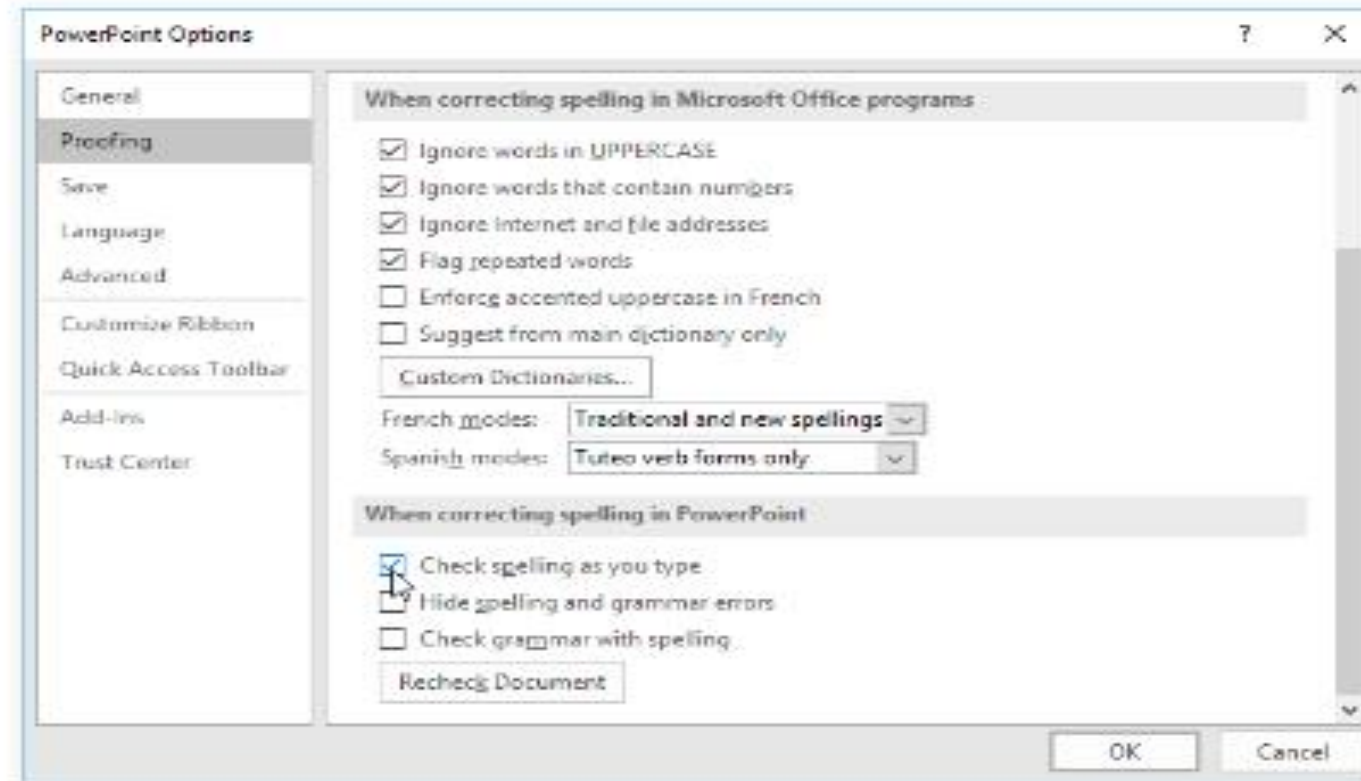 PowerPoint Options
?
General
Proofing
Save
Language
Advanced
Customize Ribbon
Quick Access Toolbar
Add-Ins
Trust Center
When correcting spelling in Microsoft Office programs
Ignore words in UPPERCASE
Ignore words that contain numbers
Ignore Internet and file addresses
Flag repeated words
Enforce accented uppercase in French
Suggest from main dictionary only
Custom Dictionaries...
French modes: Traditional and new spellings
Spanish modes: Tuteo verb forms only
When correcting spelling in PowerPoint
Check spelling as you type
Hide spelling and grammar errors
Check grammar with spelling
Recheck Document
OK Cancel